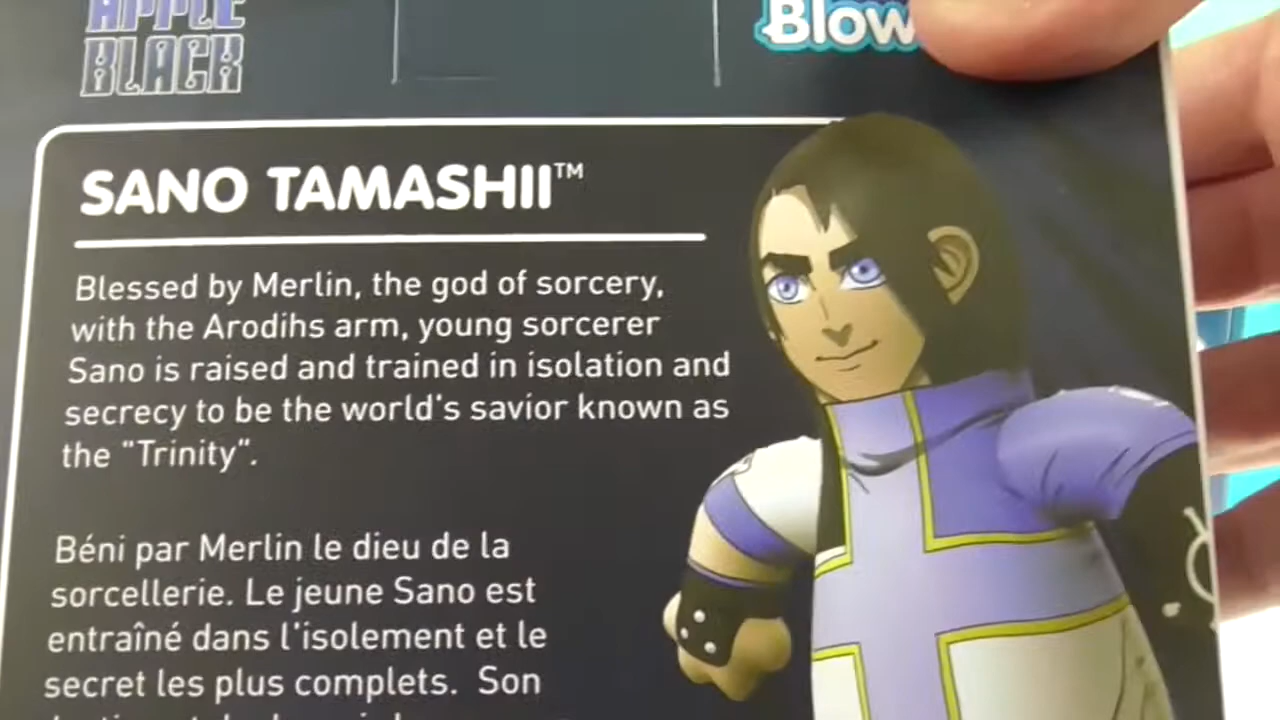 APPLE
BLACK
Blow
SANO TAMASHII™
Blessed by Merlin, the god of sorcery,
with the Arodihs arm, young sorcerer
Sano is raised and trained in isolation and
secrecy to be the world's savior known as
the "Trinity".
Béni par Merlin le dieu de la
sorcellerie. Le jeune Sano est
entraîné dans l'isolement et le
secret les plus complets. Son